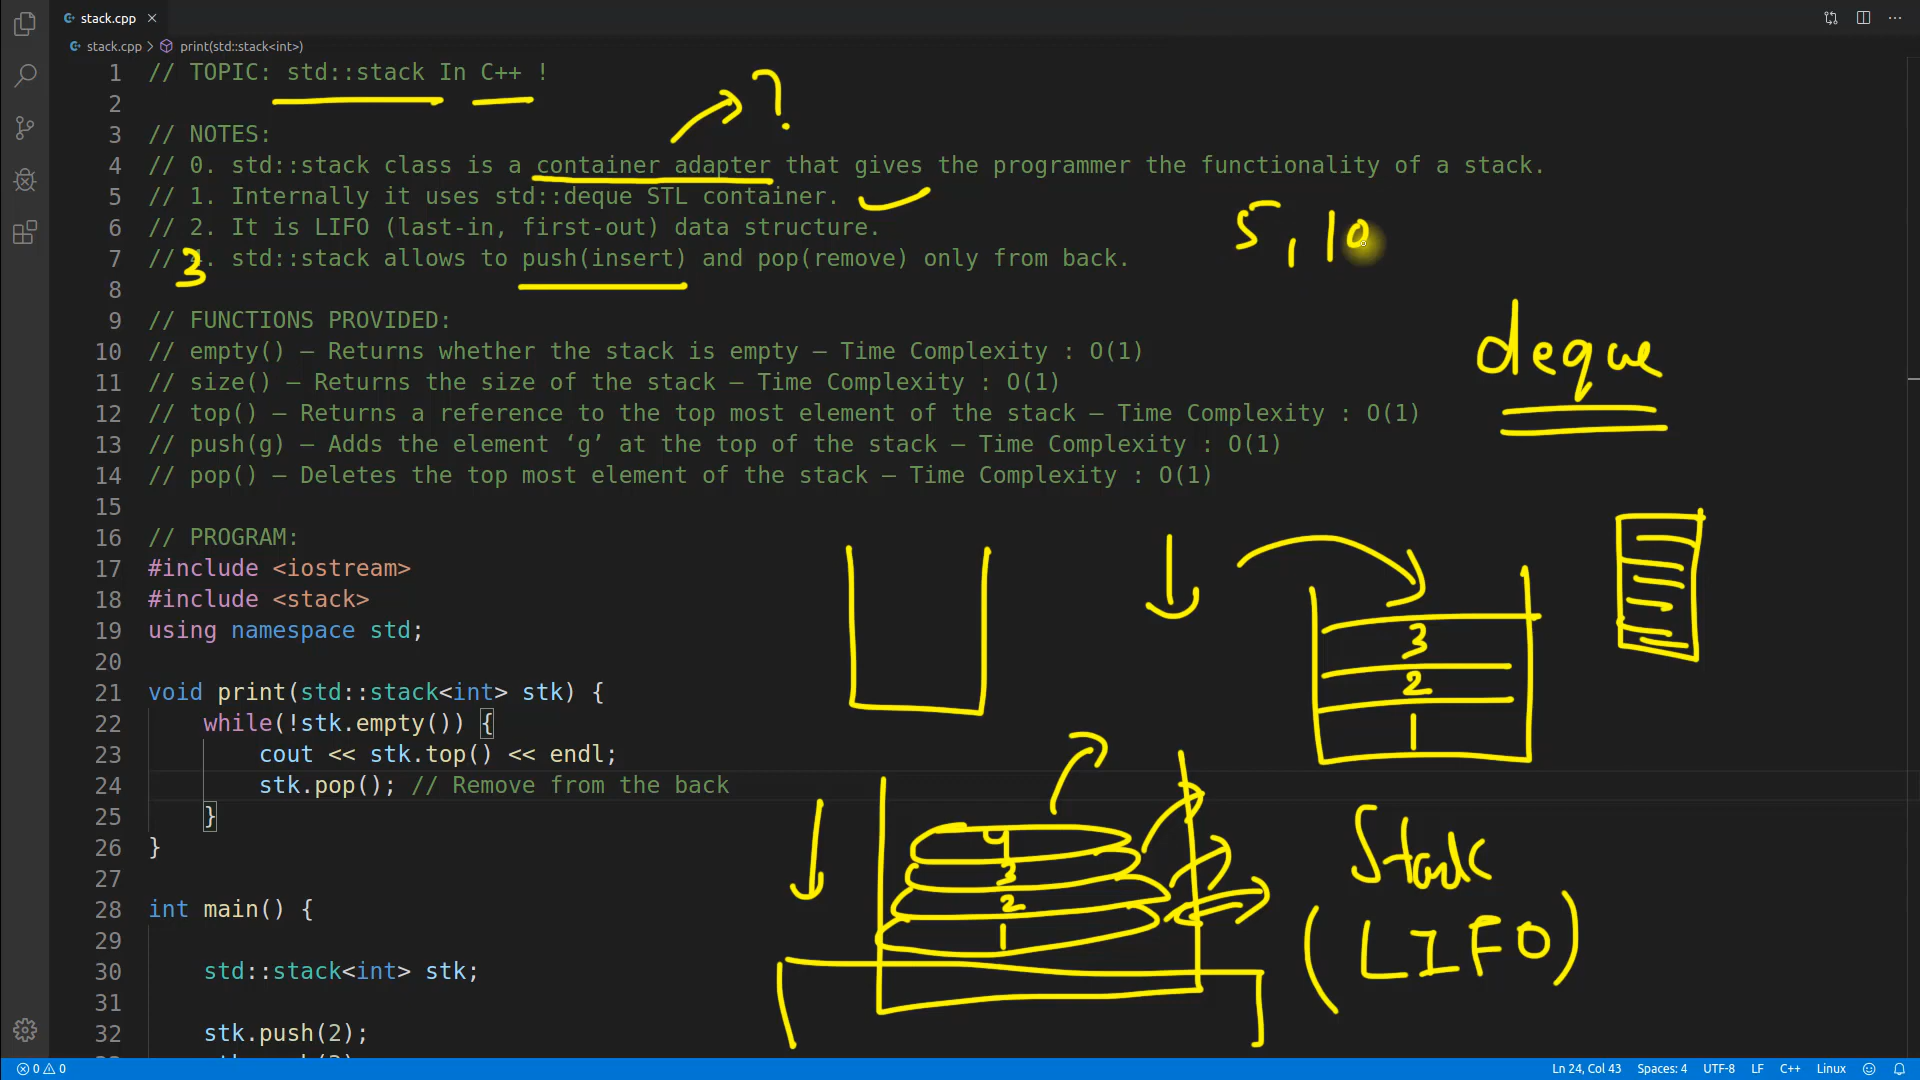 stack.cpp
stack.cpp > print(std::stack<int>)
1 // TOPIC: std::stack In C++ !
2
3 // NOTES:
4 // 0. std::stack class is a container adapter that gives the programmer the functionality of a stack.
5 // 1. Internally it uses std::deque STL container.
6 // 2. It is LIFO (last-in, first-out) data structure.
7 // 3. std::stack allows to push(insert) and pop(remove) only from back.
8
9 // FUNCTIONS PROVIDED:
10 // empty() – Returns whether the stack is empty – Time Complexity : O(1)
11 // size() – Returns the size of the stack – Time Complexity : O(1)
12 // top() – Returns a reference to the top most element of the stack – Time Complexity : O(1)
13 // push(g) – Adds the element ‘g’ at the top of the stack – Time Complexity : O(1)
14 // pop() – Deletes the top most element of the stack – Time Complexity : O(1)
15
16 // PROGRAM:
17 #include <iostream>
18 #include <stack>
19 using namespace std;
20
21 void print(std::stack<int> stk) {
22 while(!stk.empty()) {
23 cout << stk.top() << endl;
24 stk.pop(); // Remove from the back
25 }
26 }
27
28 int main() {
29
30 std::stack<int> stk;
31
32 stk.push(2);
?
5, 10
deque
3
2
1
4
3
2
1
Stack
(LIFO)
0 0
Ln 24, Col 43 Spaces: 4 UTF-8 LF C++ Linux